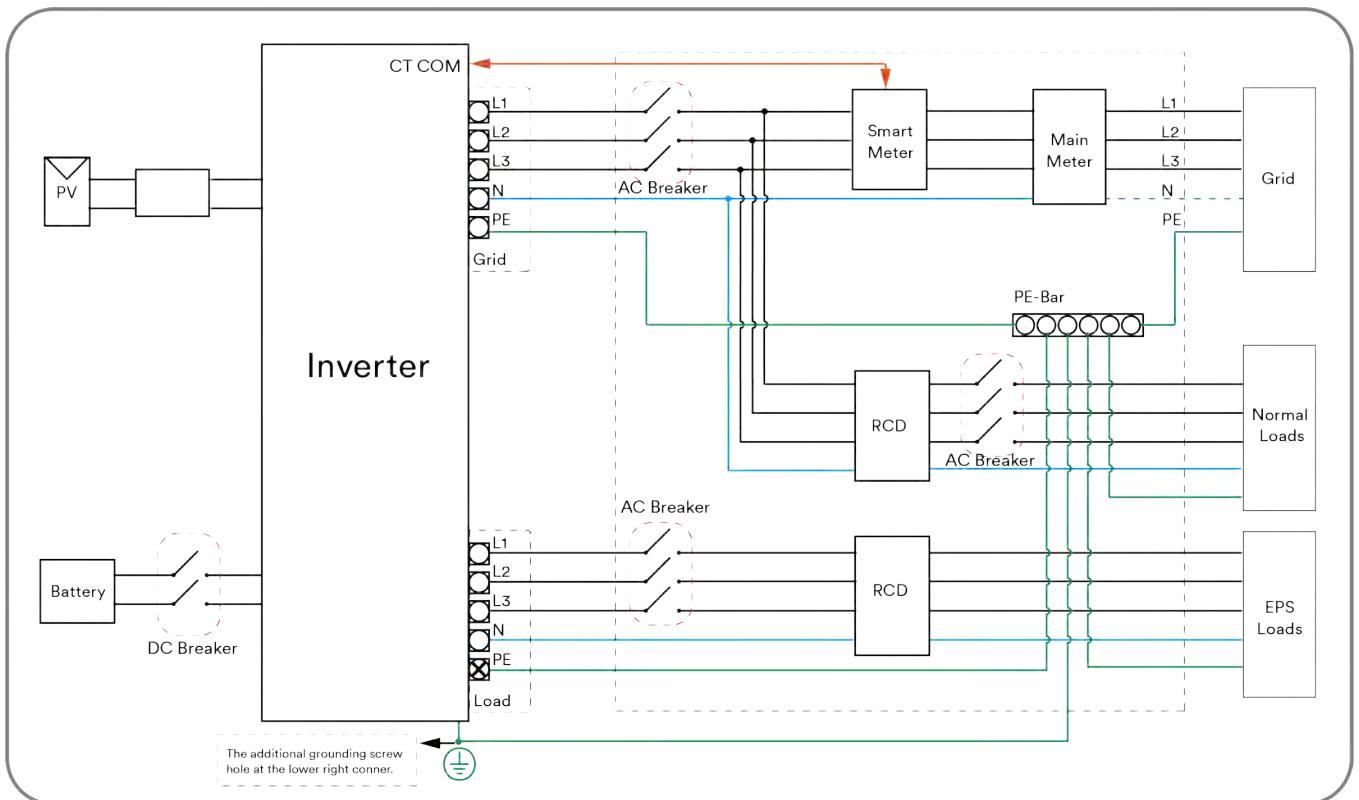 CT COM
L1
L2
L3
N
PE
Grid
AC Breaker
Smart
Meter
Main
Meter
L1
L2
L3
N
PE
Grid
PV
PE-Bar
Inverter
RCD
AC Breaker
Normal
Loads
AC Breaker
L1
L2
L3
N
PE
Load
RCD
EPS
Loads
Battery
DC Breaker
The additional grounding screw
hole at the lower right conner.